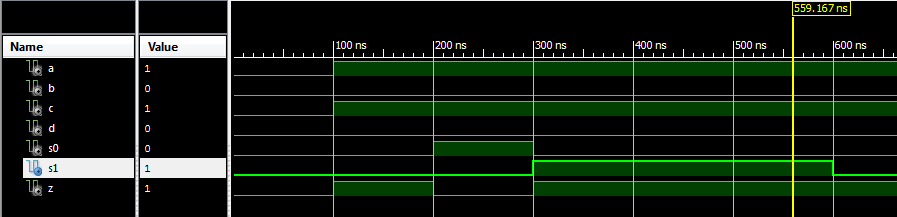 559.167 ns
Name Value
100 ns 200 ns 300 ns 400 ns 500 ns 600 ns
a 1
b 0
c 1
d 0
s0 0
s1 1
z 1